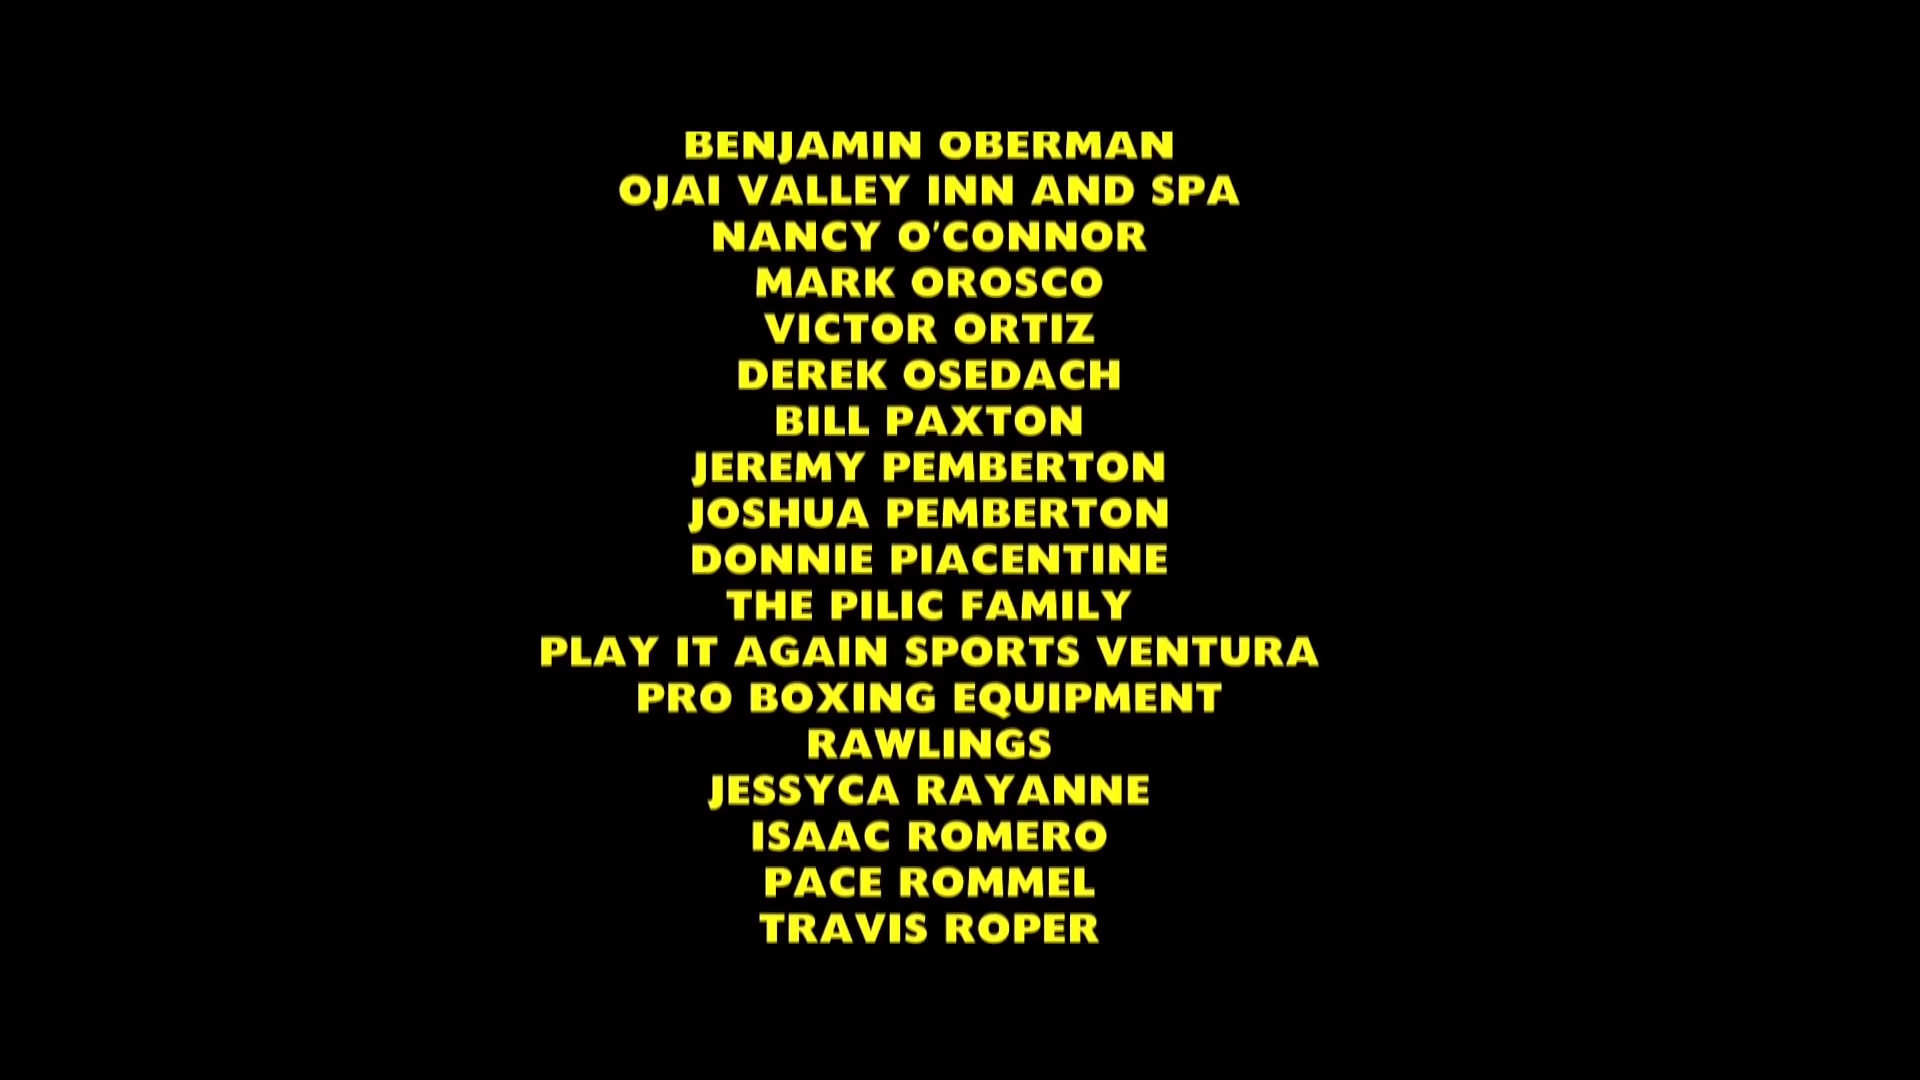 BENJAMIN OBERMAN
OJAI VALLEY INN AND SPA
NANCY O'CONNOR
MARK OROSCO
VICTOR ORTIZ
DEREK OSEDACH
BILL PAXTON
JEREMY PEMBERTON
JOSHUA PEMBERTON
DONNIE PIACENTINE
THE PILIC FAMILY
PLAY IT AGAIN SPORTS VENTURA
PRO BOXING EQUIPMENT
RAWLINGS
JESSYCA RAYANNE
ISAAC ROMERO
PACE ROMMEL
TRAVIS ROPER